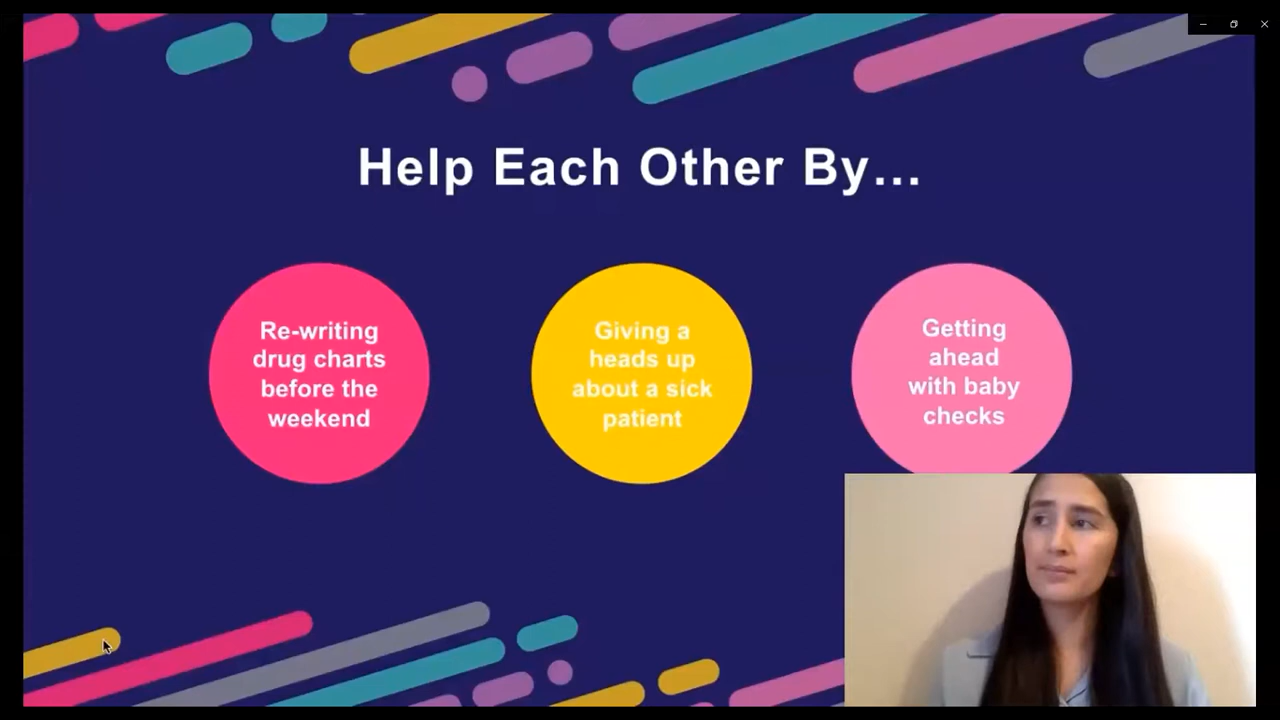 Help Each Other By...
Re-writing
drug charts
before the
weekend
Giving a
heads up
about a sick
patient
Getting
ahead
with baby
checks